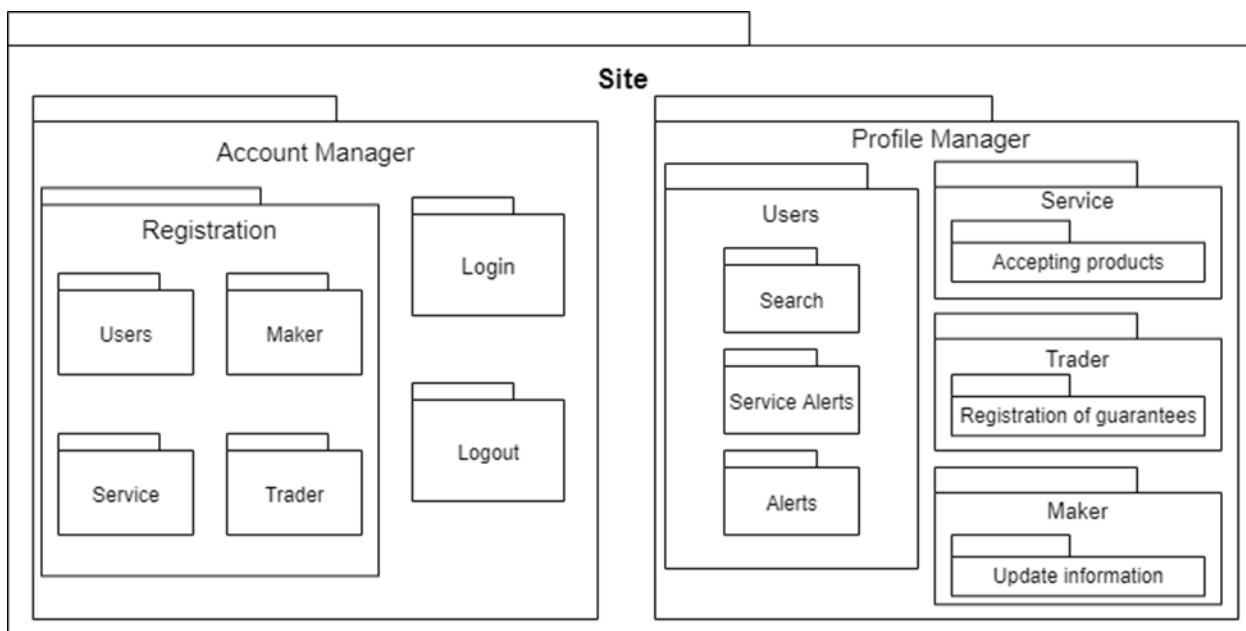 Site
Account Manager
Registration
Users
Maker
Service
Trader
Login
Logout
Profile Manager
Users
Search
Service Alerts
Alerts
Service
Accepting products
Trader
Registration of guarantees
Maker
Update information